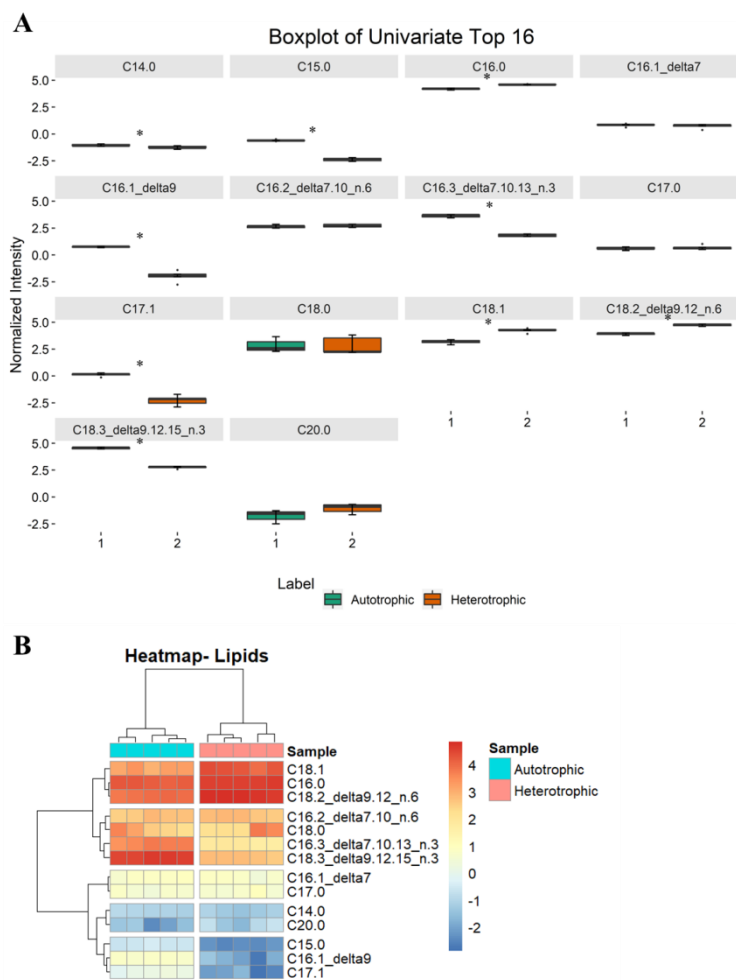 A
Boxplot of Univariate Top 16
C14.0 C15.0 C16.0 C16.1_delta7
5.0
2.5
0.0
-2.5
* * *
C16.1_delta9 C16.2_delta7.10_n.6 C16.3_delta7.10.13_n.3 C17.0
5.0
2.5
0.0
-2.5
* *
Normalized Intensity
C17.1 C18.0 C18.1 C18.2_delta9.12_n.6
5.0
2.5
0.0
-2.5
* * *
1 2 1 2
C18.3_delta9.12.15_n.3 C20.0
5.0
2.5
0.0
-2.5
*
1 2 1 2
Label
Autotrophic Heterotrophic
B
Heatmap- Lipids
Sample
C18.1
C16.0
C18.2_delta9.12_n.6
C16.2_delta7.10_n.6
C18.0
C16.3_delta7.10.13_n.3
C18.3_delta9.12.15_n.3
C16.1_delta7
C17.0
C14.0
C20.0
C15.0
C16.1_delta9
C17.1
4
3
2
1
0
-1
-2
Sample
Autotrophic
Heterotrophic